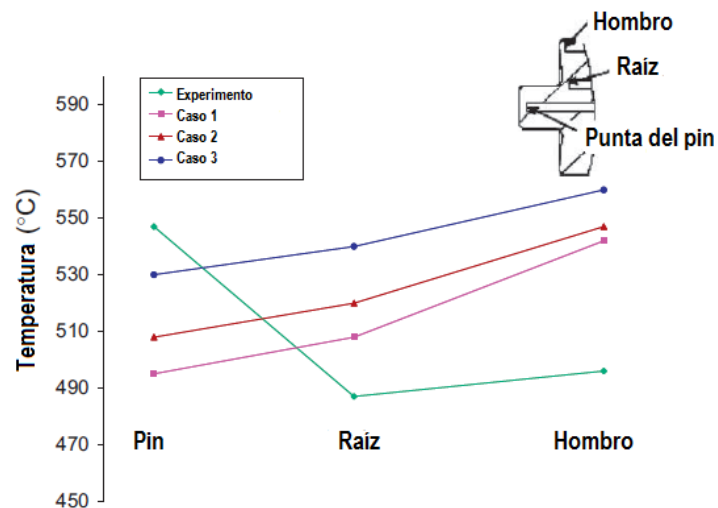 Hombro
Raíz
Punta del pin
Experimento
Caso 1
Caso 2
Caso 3
Temperatura (°C)
590
570
550
530
510
490
470
450
Pin
Raíz
Hombro